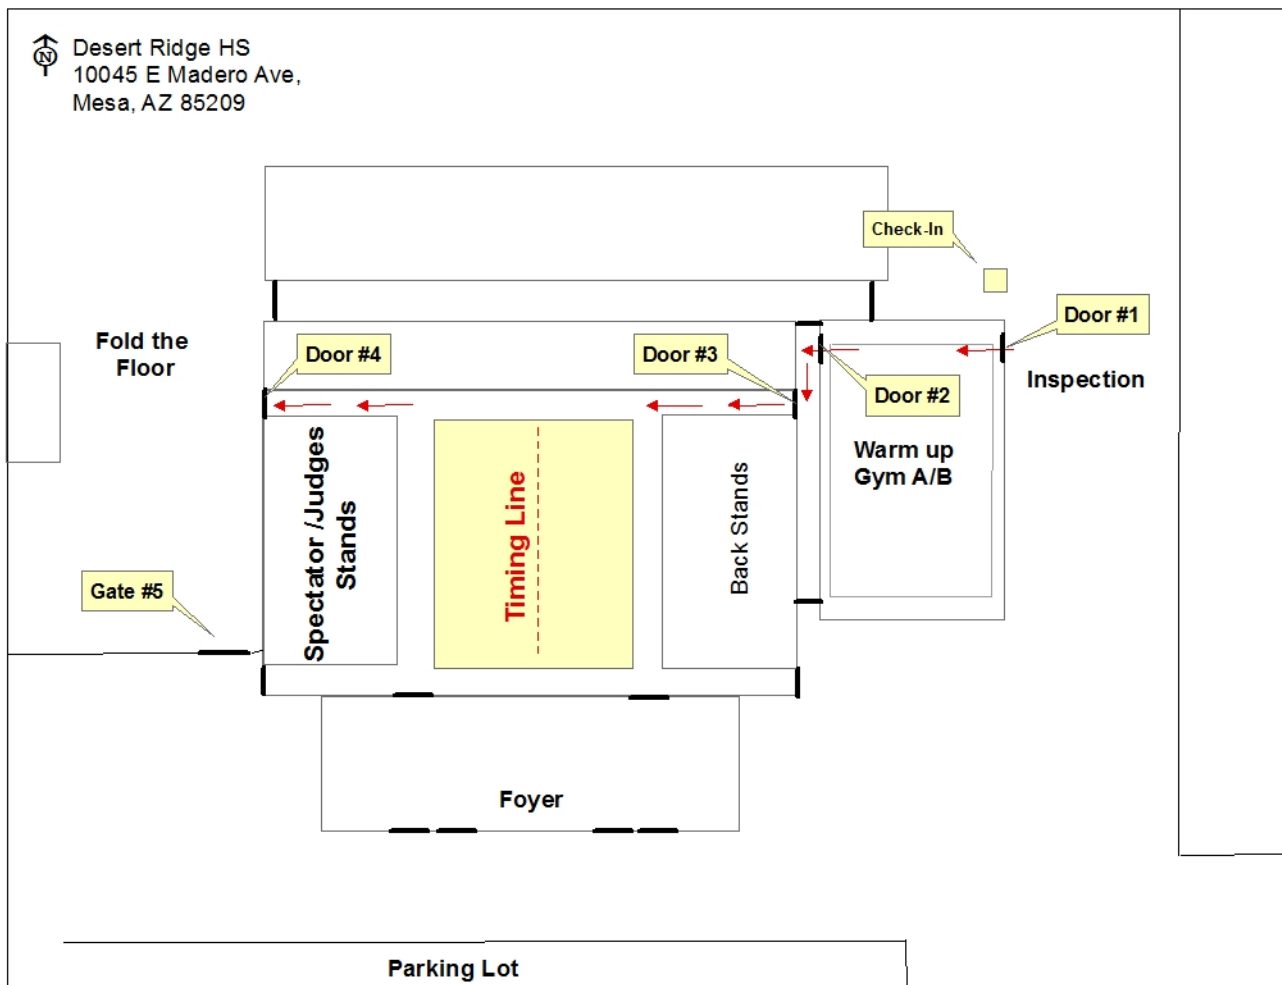 N
Desert Ridge HS
10045 E Madero Ave,
Mesa, AZ 85209
Check-In
Door #1
Fold the
Floor
Door #4
Door #3
Inspection
Door #2
Warm up
Gym A/B
Spectator /Judges
Stands
Timing Line
Back Stands
Gate #5
Foyer
Parking Lot